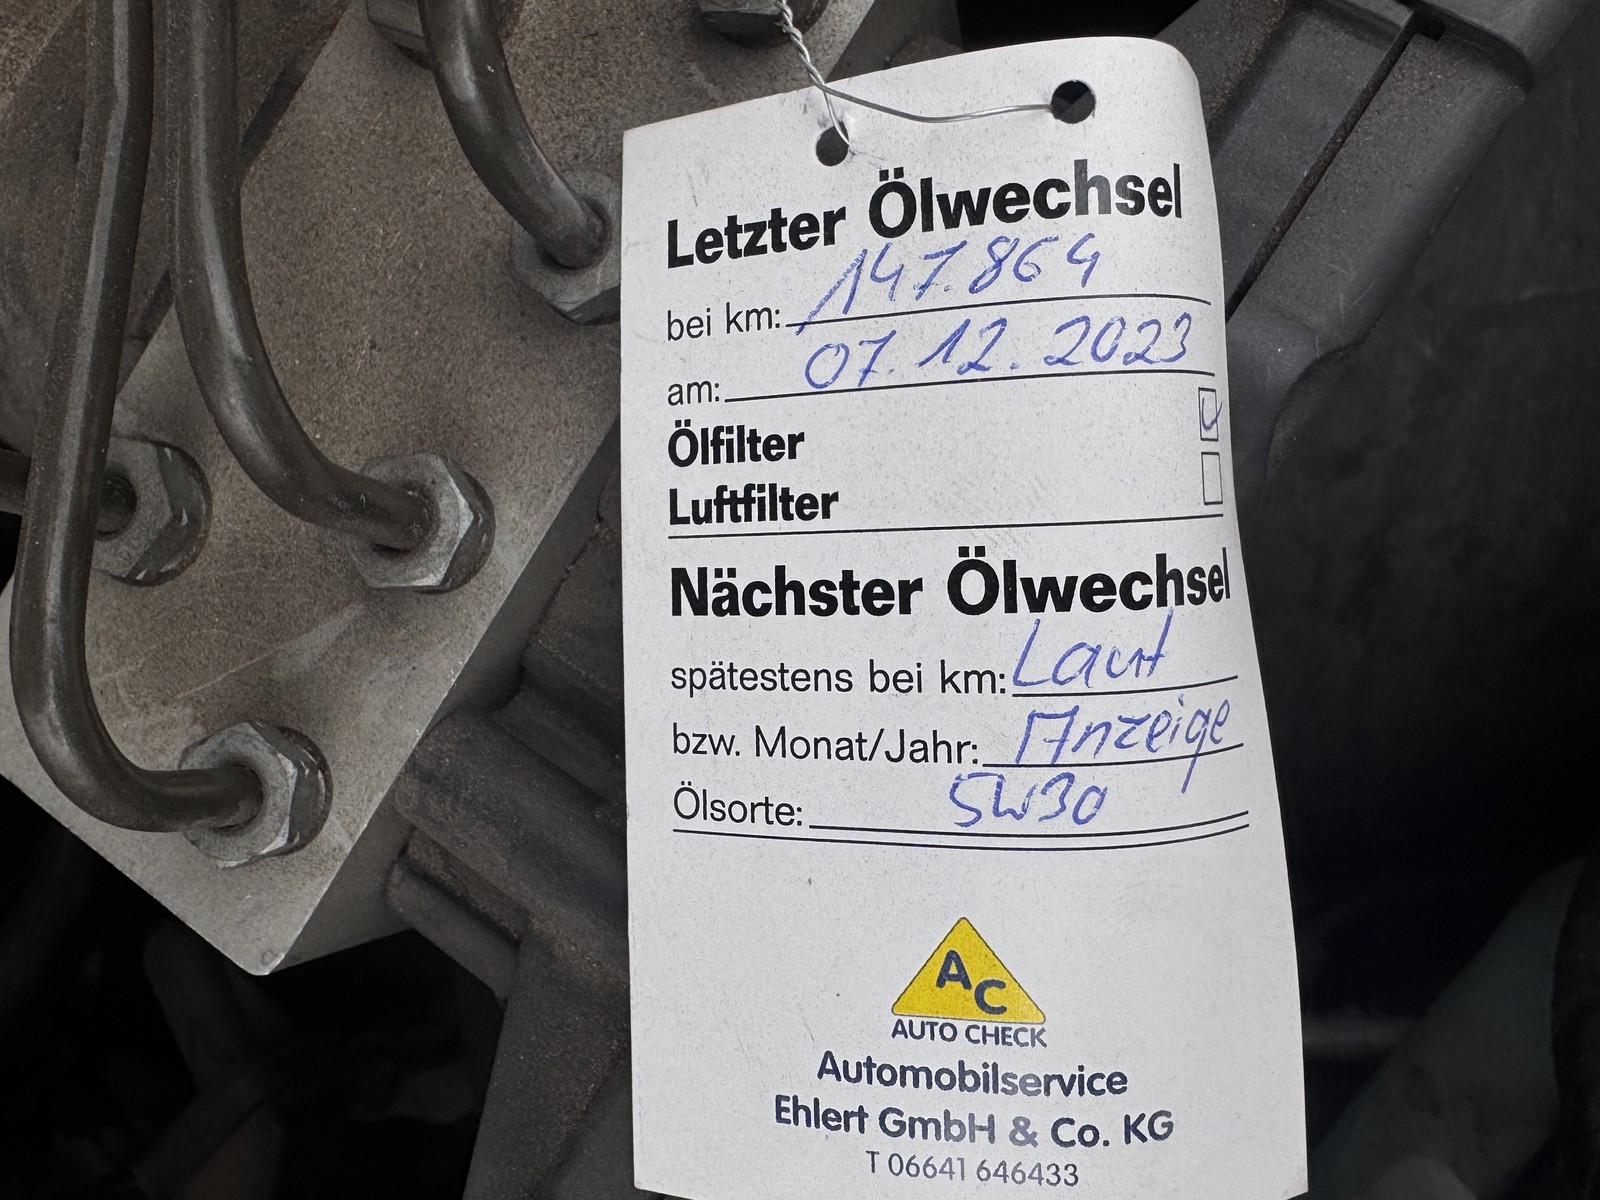 Letzter Ölwechsel
bei km: 147.864
am: 07.12.2023
Ölfilter
Luftfilter
Nächster Ölwechsel
spätestens bei km: Laut
bzw. Monat/Jahr: Anzeige
Ölsorte: 5W30
AC
AUTO CHECK
Automobilservice
Ehlert GmbH & Co. KG
T 06641 646433